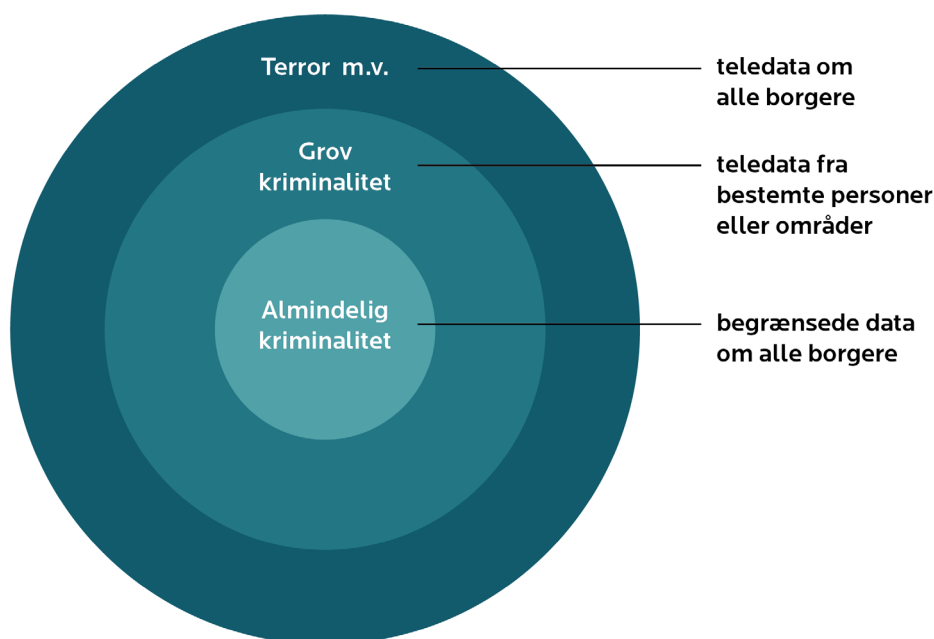 Terror m.v.
teledata om
alle borgere
Grov
kriminalitet
teledata fra
bestemte personer
eller områder
Almindelig
kriminalitet
begrænsede data
om alle borgere